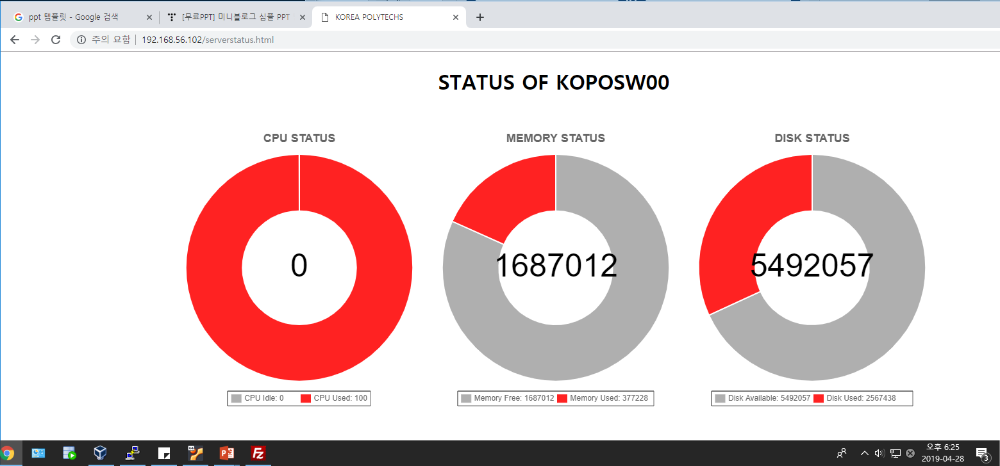 ppt 템플릿 - Google 검색
[무료PPT] 미니블로그 심플 PPT
KOREA POLYTECHS
주의 요함 | 192.168.56.102/serverstatus.html
STATUS OF KOPOSW00
CPU STATUS
0
CPU Idle: 0 CPU Used: 100
MEMORY STATUS
1687012
Memory Free: 1687012 Memory Used: 377228
DISK STATUS
5492057
Disk Available: 5492057 Disk Used: 2567438
오후 6:25
2019-04-28
3